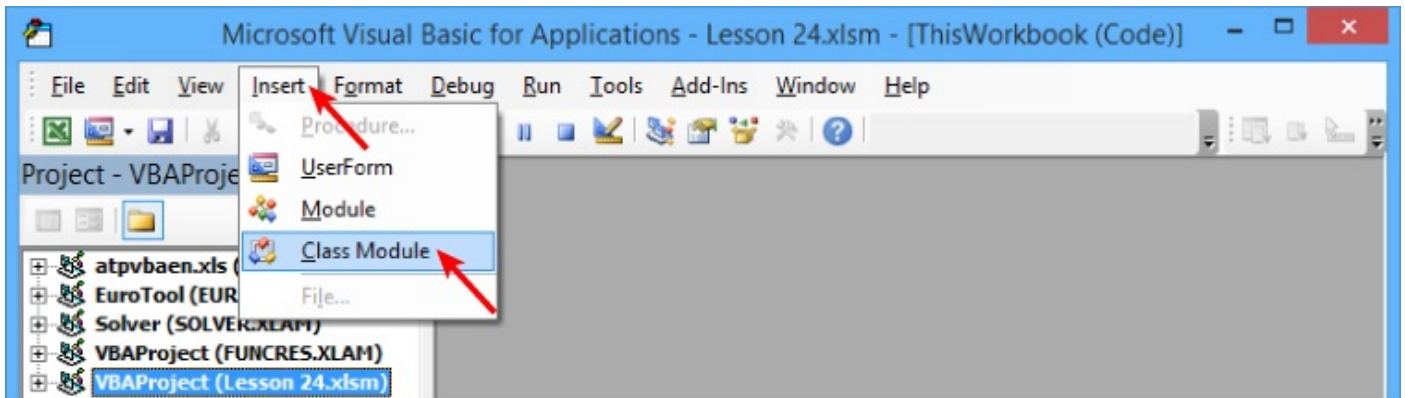 Microsoft Visual Basic for Applications - Lesson 24.xlsm - [ThisWorkbook (Code)]
File Edit View Insert Format Debug Run Tools Add-Ins Window Help
Procedure...
Project - VBAProje
UserForm
Module
Class Module
atpvbaen.xls (
File...
EuroTool (EUR
Solver (SOLVER.XLAM)
VBAProject (FUNCRES.XLAM)
VBAProject (Lesson 24.xlsm)